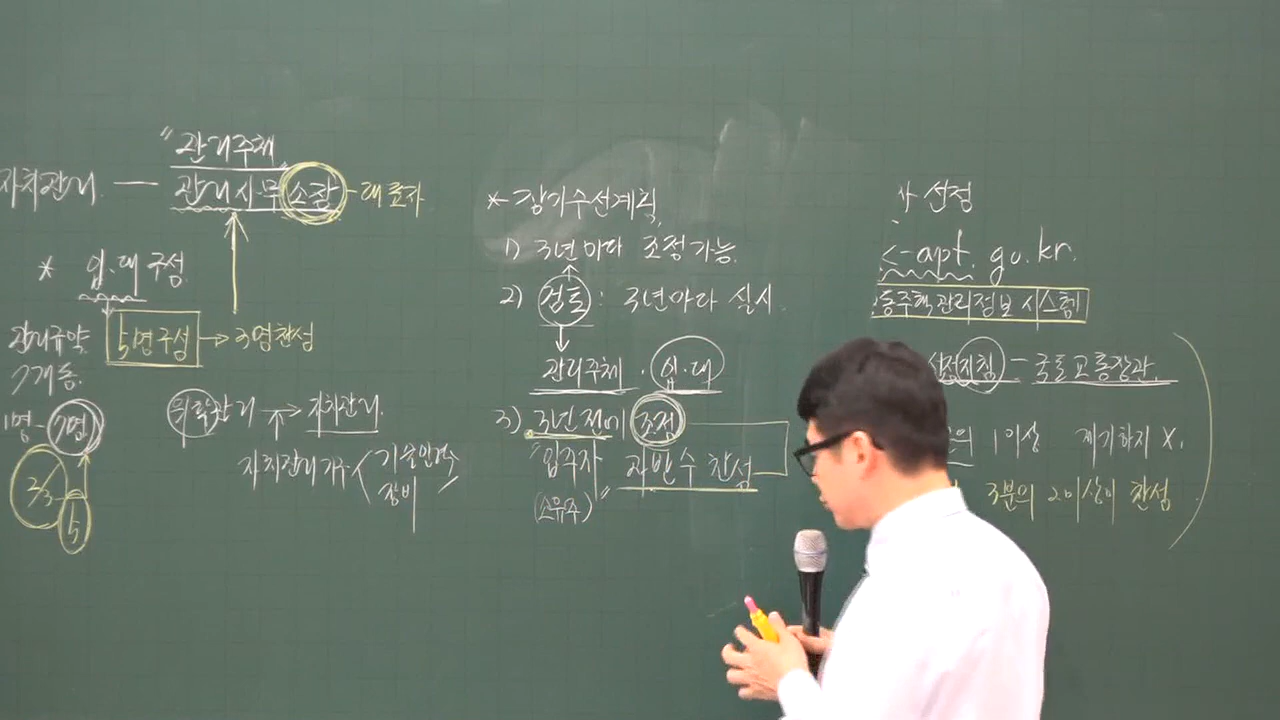 "관리주체
자치관리 — 관리사무소장 - 대표자
* 입·대 구성
관리규약 5명구성 → 3명찬성
7개동.
1명 - 7명
2/3
5
위탁관리 → 자치관리.
자치관리기구 ( 기술인력
장비
* 장기수선계획,
1) 3년마다 조정가능.
2) 검토 : 3년마다 실시.
관리주체 · 입·대
3) 3년전에 조정
"입주자 과반수 찬성
(소유주)"
선정
k-apt. go. kr.
공동주택관리정보시스템
선정지침 - 국토교통장관.
의 1이상 제기하지 X.
3분의 2이상이 찬성